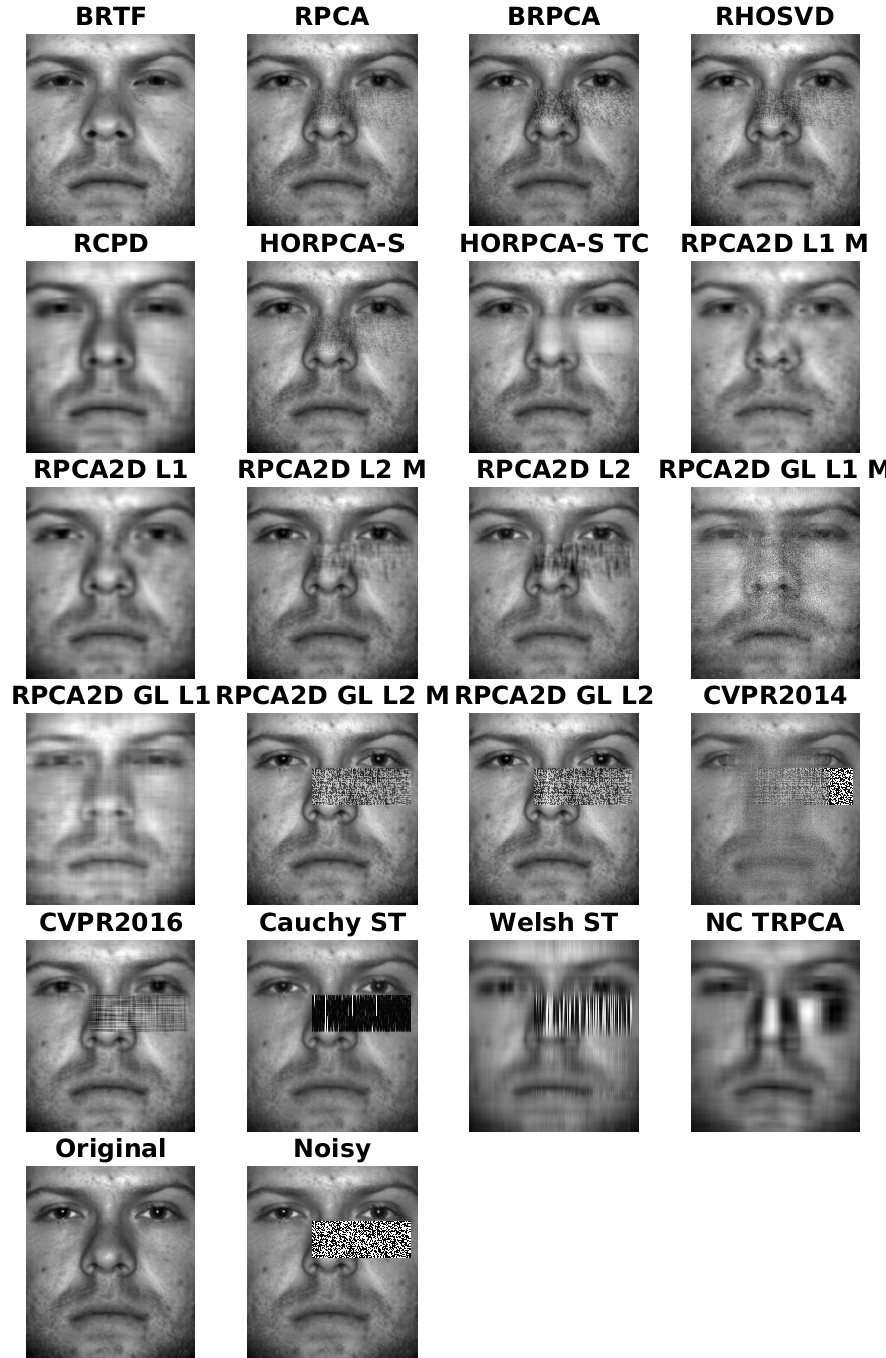 BRTF RPCA BRPCA RHOSVD
RCPD HORPCA-S HORPCA-S TC RPCA2D L1 M
RPCA2D L1 RPCA2D L2 M RPCA2D L2 RPCA2D GL L1 M
RPCA2D GL L1 RPCA2D GL L2 M RPCA2D GL L2 CVPR2014
CVPR2016 Cauchy ST Welsh ST NC TRPCA
Original Noisy